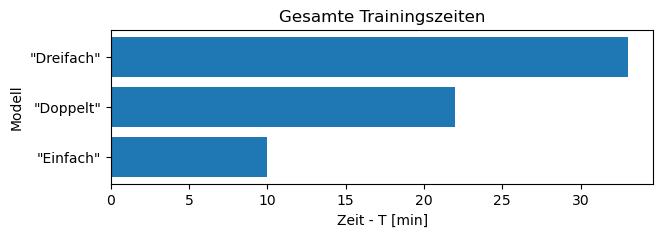 Gesamte Trainingszeiten
Modell
"Dreifach"
"Doppelt"
"Einfach"
0 5 10 15 20 25 30
Zeit - T [min]